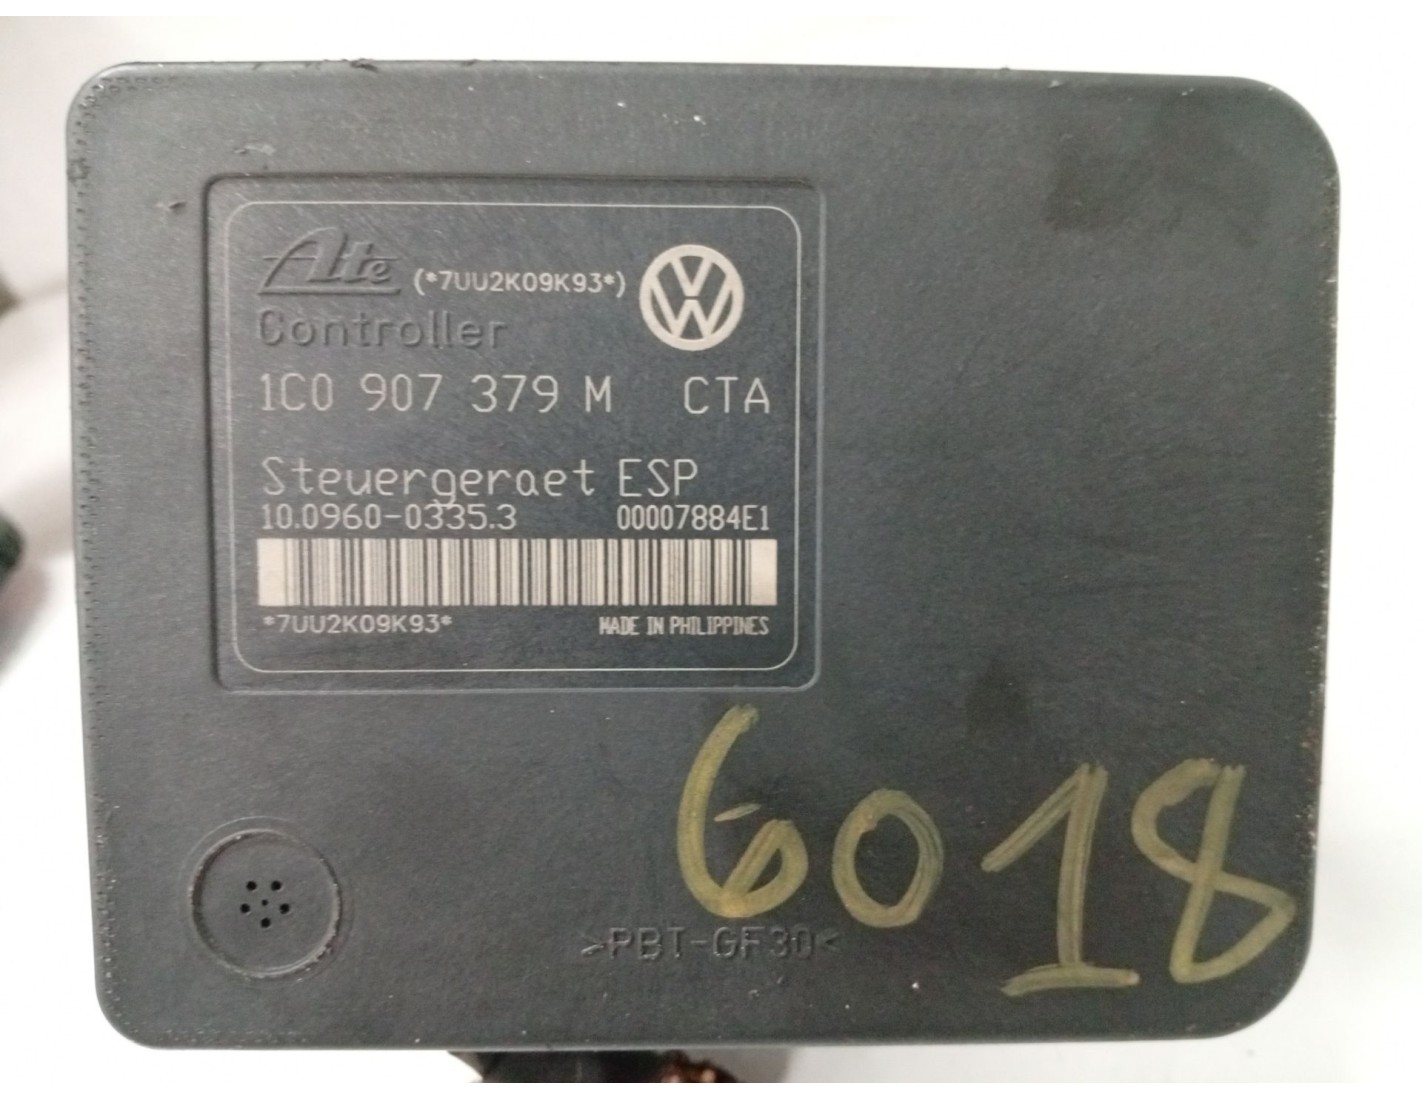 Ate (*7UU2K09K93*)
Controller
1C0 907 379 M CTA
Steuergeraet ESP
10.0960-0335.3 00007884E1
*7UU2K09K93* MADE IN PHILIPPINES
6018
>PBT-GF30<